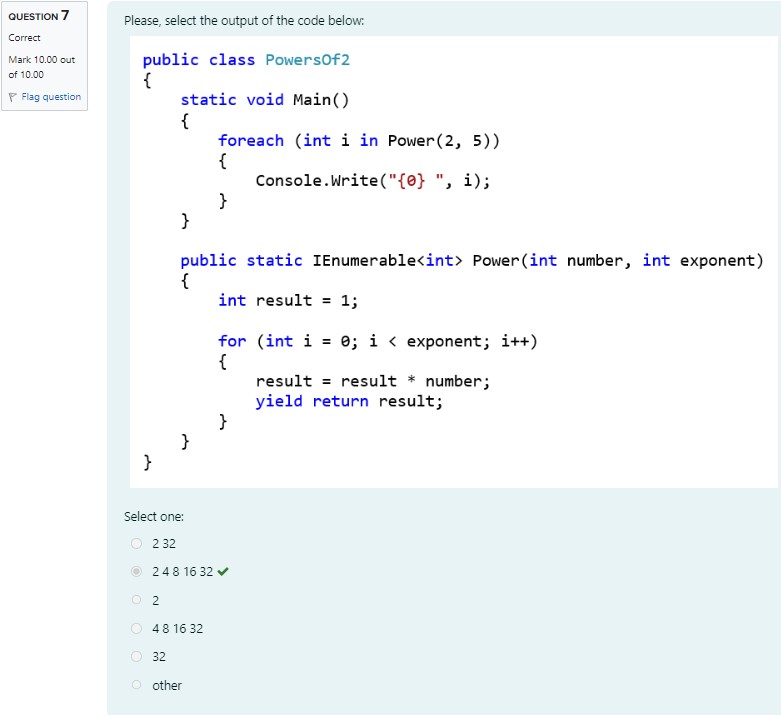 QUESTION 7
Correct
Mark 10.00 out
of 10.00
Flag question
Please, select the output of the code below:
public class PowersOf2
{
static void Main()
{
foreach (int i in Power(2, 5))
{
Console.Write("{0} ", i);
}
}
public static IEnumerable<int> Power(int number, int exponent)
{
int result = 1;
for (int i = 0; i < exponent; i++)
{
result = result * number;
yield return result;
}
}
}
Select one:
2 32
2 4 8 16 32
2
4 8 16 32
32
other